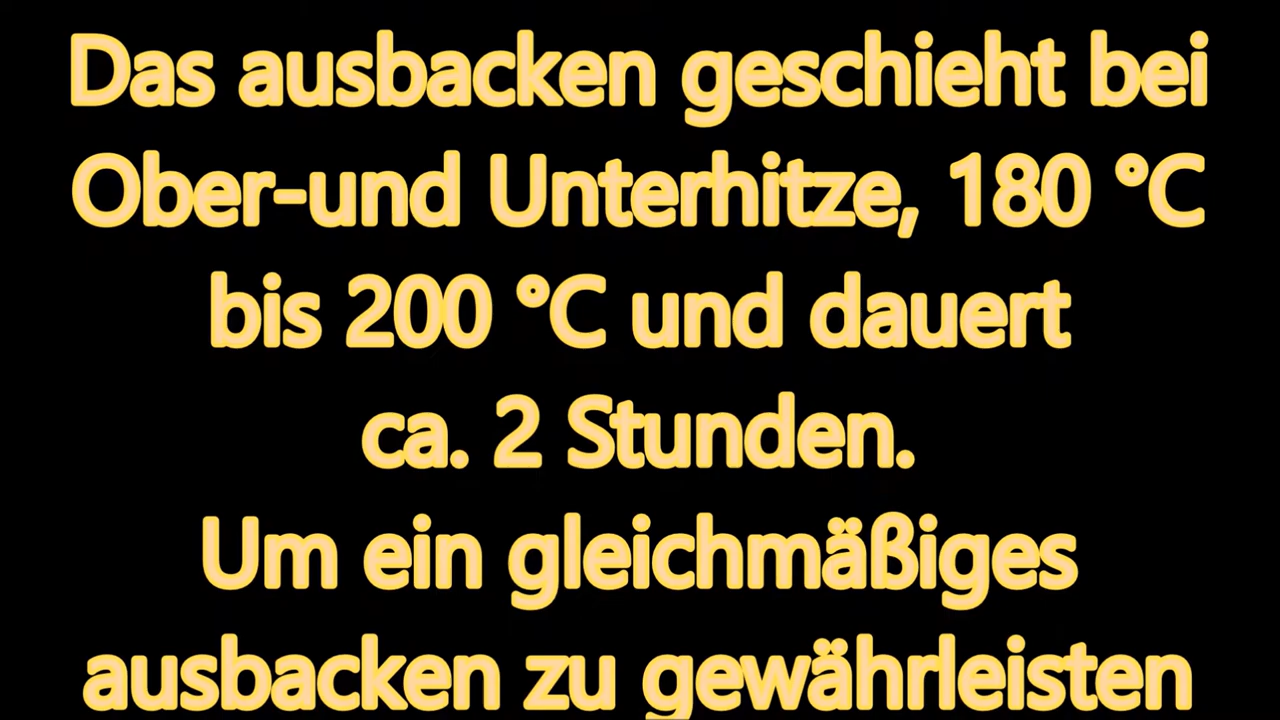 Das ausbacken geschieht bei
Ober-und Unterhitze, 180 °C
bis 200 °C und dauert
ca. 2 Stunden.
Um ein gleichmäßiges
ausbacken zu gewährleisten